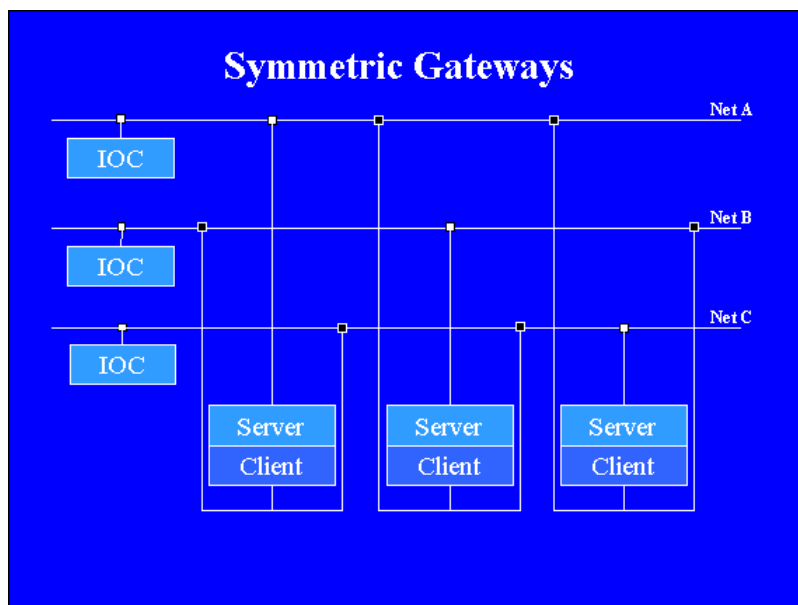 Symmetric Gateways
Net A
IOC
Net B
IOC
Net C
IOC
Server Server Server
Client Client Client